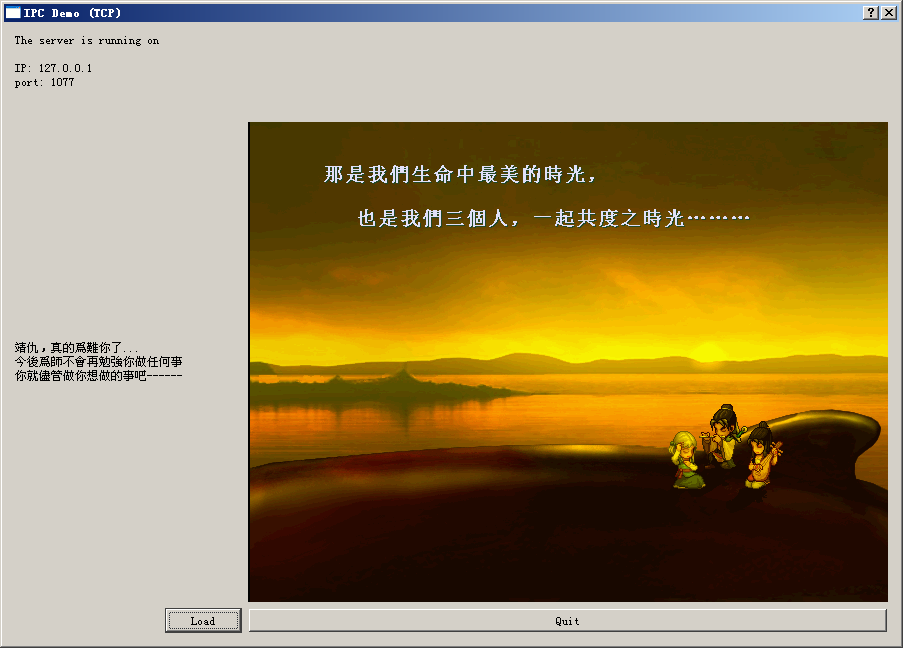 IPC Demo (TCP)
The server is running on
IP: 127.0.0.1
port: 1077
那是我們生命中最美的時光，
也是我們三個人，一起共度之時光………
靖仇，真的爲難你了...
今後爲師不會再勉強你做任何事
你就儘管做你想做的事吧------
Load
Quit